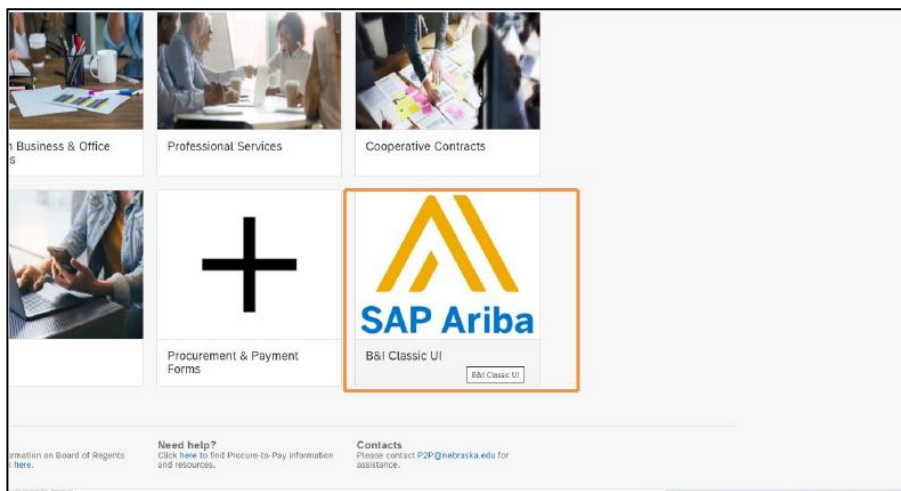 n Business & Office
s
Professional Services
Cooperative Contracts
SAP Ariba
Procurement & Payment
Forms
B&I Classic UI
B&I Classic UI
ormation on Board of Regents
k here.
Need help?
Click here to find Procure-to-Pay information
and resources.
Contacts
Please contact P2P@nebraska.edu for
assistance.